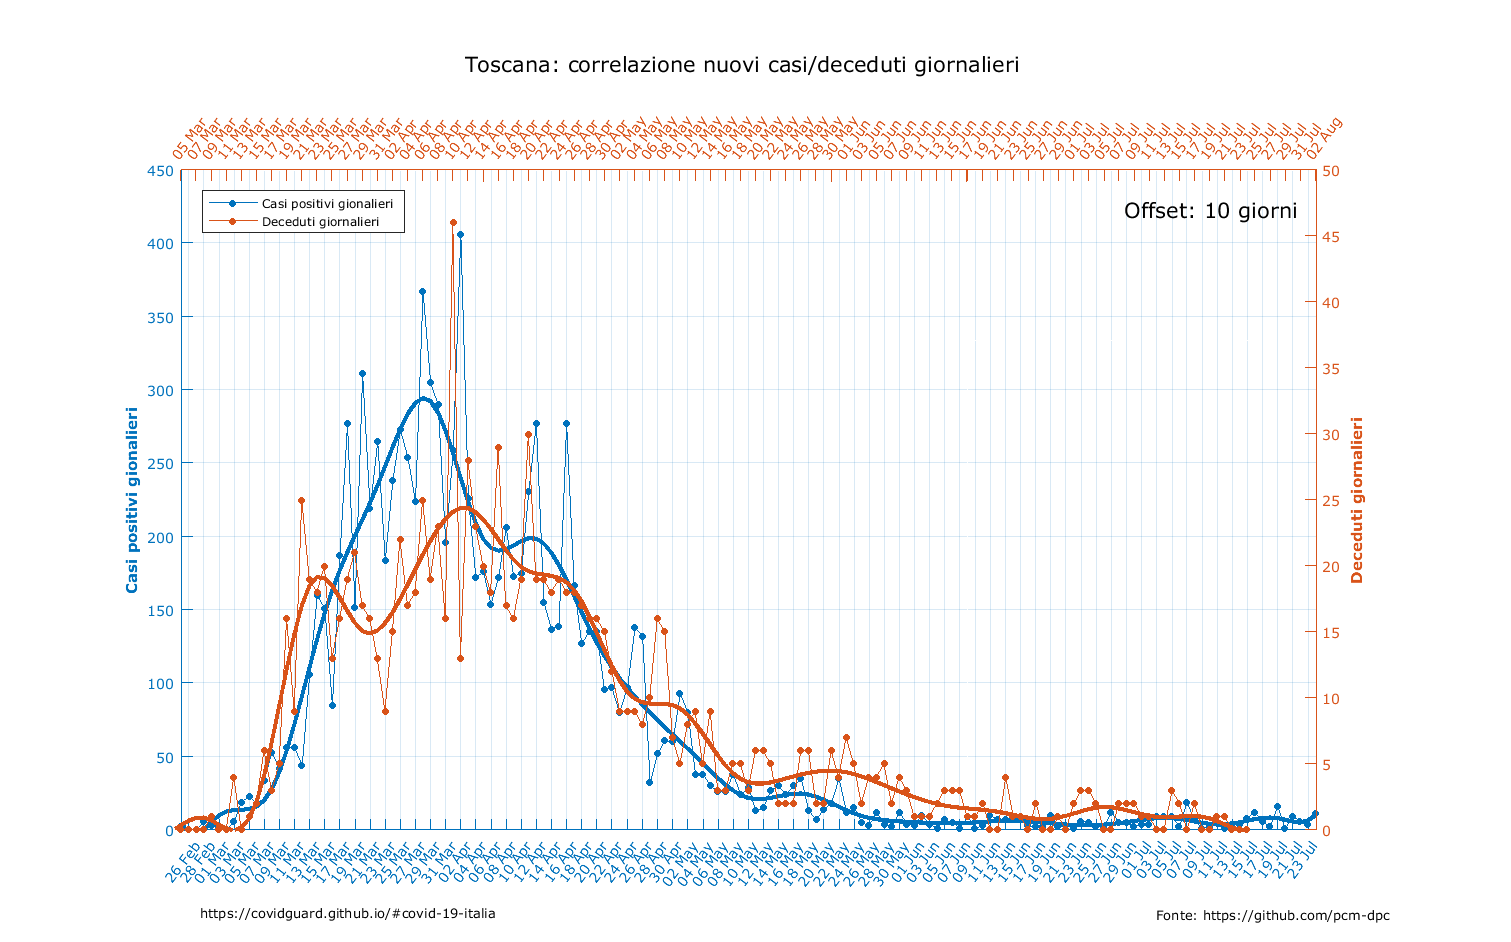 Toscana: correlazione nuovi casi/deceduti giornalieri
05 Mar
07 Mar
09 Mar
11 Mar
13 Mar
15 Mar
17 Mar
19 Mar
21 Mar
23 Mar
25 Mar
27 Mar
29 Mar
31 Mar
02 Apr
04 Apr
06 Apr
08 Apr
10 Apr
12 Apr
14 Apr
16 Apr
18 Apr
20 Apr
22 Apr
24 Apr
26 Apr
28 Apr
30 Apr
02 May
04 May
06 May
08 May
10 May
12 May
14 May
16 May
18 May
20 May
22 May
24 May
26 May
28 May
30 May
01 Jun
03 Jun
05 Jun
07 Jun
09 Jun
11 Jun
13 Jun
15 Jun
17 Jun
19 Jun
21 Jun
23 Jun
25 Jun
27 Jun
29 Jun
01 Jul
03 Jul
05 Jul
07 Jul
09 Jul
11 Jul
13 Jul
15 Jul
17 Jul
19 Jul
21 Jul
23 Jul
25 Jul
27 Jul
29 Jul
31 Jul
02 Aug
Casi positivi gionalieri
Deceduti giornalieri
Offset: 10 giorni
450
400
350
300
250
200
150
100
50
0
Casi positivi gionalieri
50
45
40
35
30
25
20
15
10
5
0
Deceduti giornalieri
26 Feb
28 Feb
01 Mar
03 Mar
05 Mar
07 Mar
09 Mar
11 Mar
13 Mar
15 Mar
17 Mar
19 Mar
21 Mar
23 Mar
25 Mar
27 Mar
29 Mar
31 Mar
02 Apr
04 Apr
06 Apr
08 Apr
10 Apr
12 Apr
14 Apr
16 Apr
18 Apr
20 Apr
22 Apr
24 Apr
26 Apr
28 Apr
30 Apr
02 May
04 May
06 May
08 May
10 May
12 May
14 May
16 May
18 May
20 May
22 May
24 May
26 May
28 May
30 May
01 Jun
03 Jun
05 Jun
07 Jun
09 Jun
11 Jun
13 Jun
15 Jun
17 Jun
19 Jun
21 Jun
23 Jun
25 Jun
27 Jun
29 Jun
01 Jul
03 Jul
05 Jul
07 Jul
09 Jul
11 Jul
13 Jul
15 Jul
17 Jul
19 Jul
21 Jul
23 Jul
https://covidguard.github.io/#covid-19-italia
Fonte: https://github.com/pcm-dpc